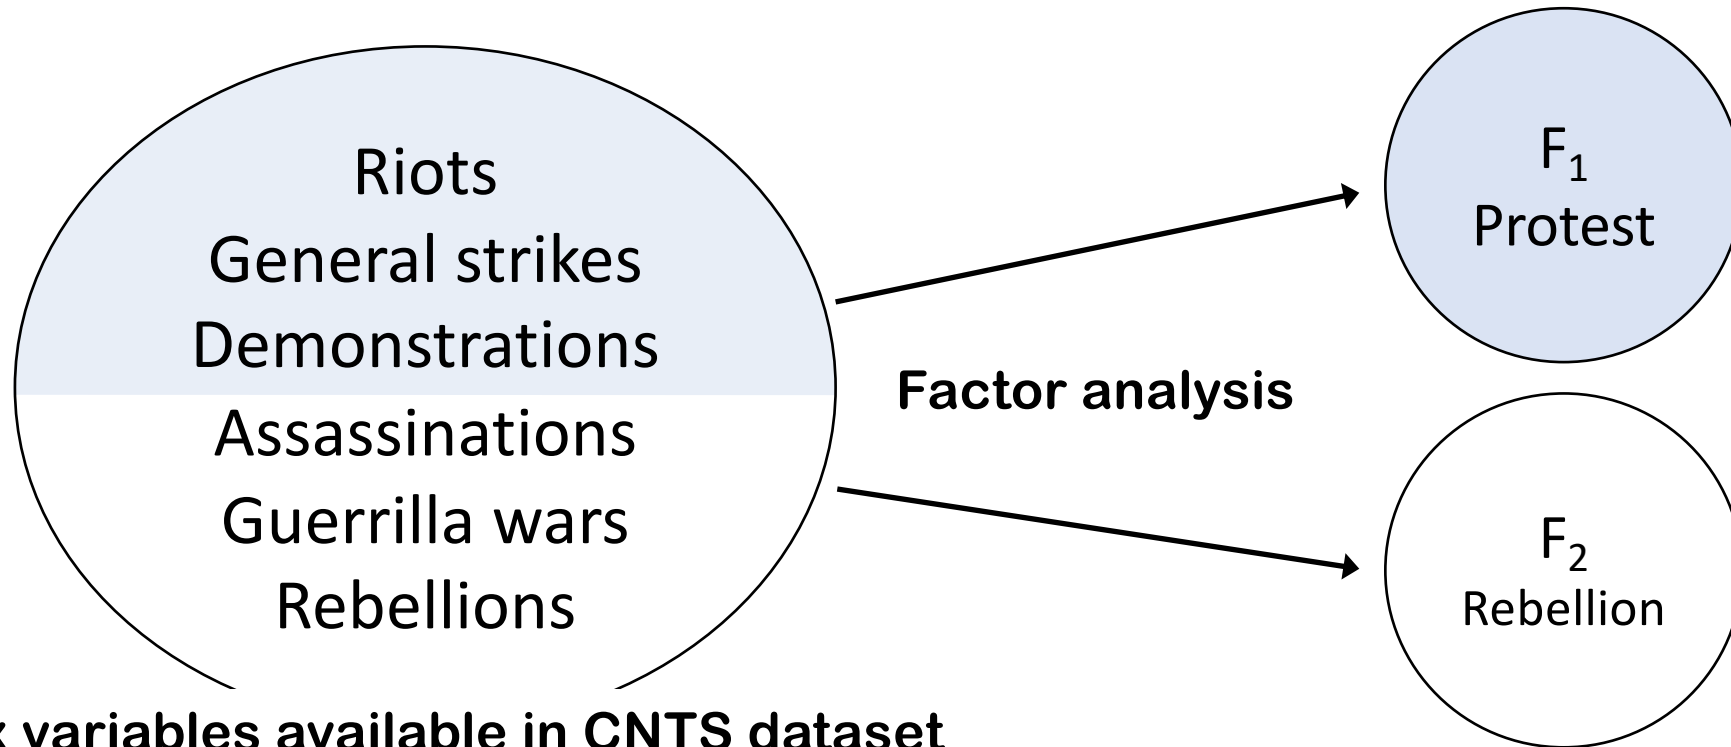 Riots
General strikes
Demonstrations
Assassinations
Guerrilla wars
Rebellions
Factor analysis
F₁
Protest
F₂
Rebellion
x variables available in CNTS dataset